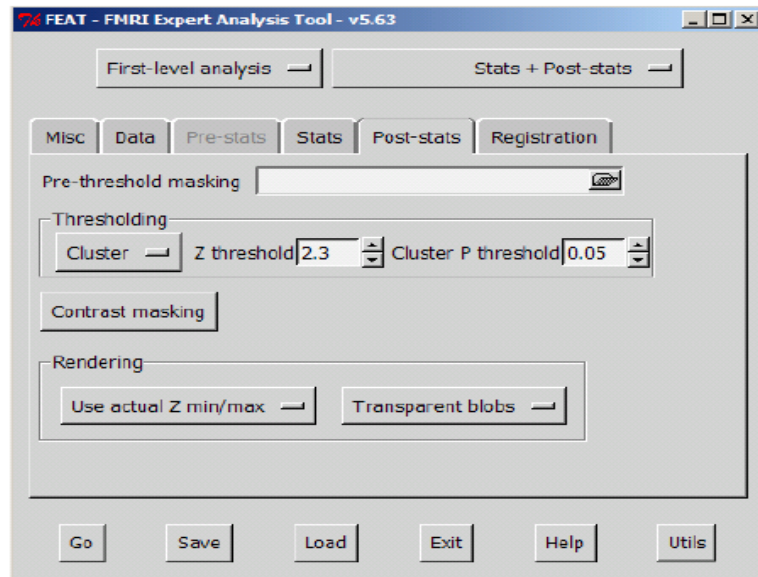 FEAT - FMRI Expert Analysis Tool - v5.63
First-level analysis Stats + Post-stats
Misc Data Pre-stats Stats Post-stats Registration
Pre-threshold masking
Thresholding
Cluster Z threshold 2.3 Cluster P threshold 0.05
Contrast masking
Rendering
Use actual Z min/max Transparent blobs
Go Save Load Exit Help Utils